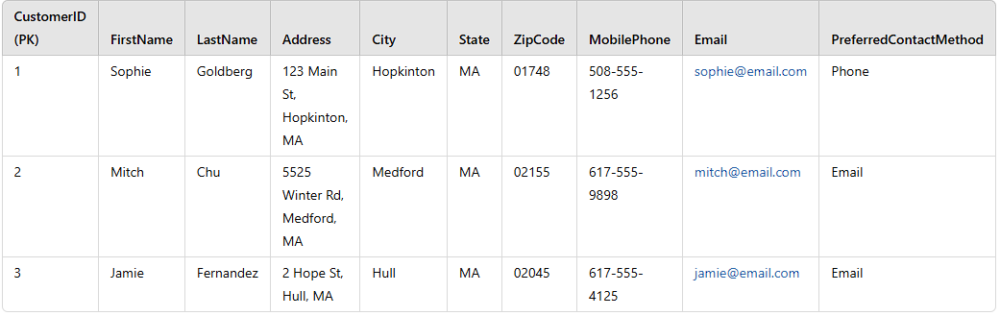 CustomerID (PK) FirstName LastName Address City State ZipCode MobilePhone Email PreferredContactMethod
1 Sophie Goldberg 123 Main St, Hopkinton, MA Hopkinton MA 01748 508-555-1256 sophie@email.com Phone
2 Mitch Chu 5525 Winter Rd, Medford, MA Medford MA 02155 617-555-9898 mitch@email.com Email
3 Jamie Fernandez 2 Hope St, Hull, MA Hull MA 02045 617-555-4125 jamie@email.com Email